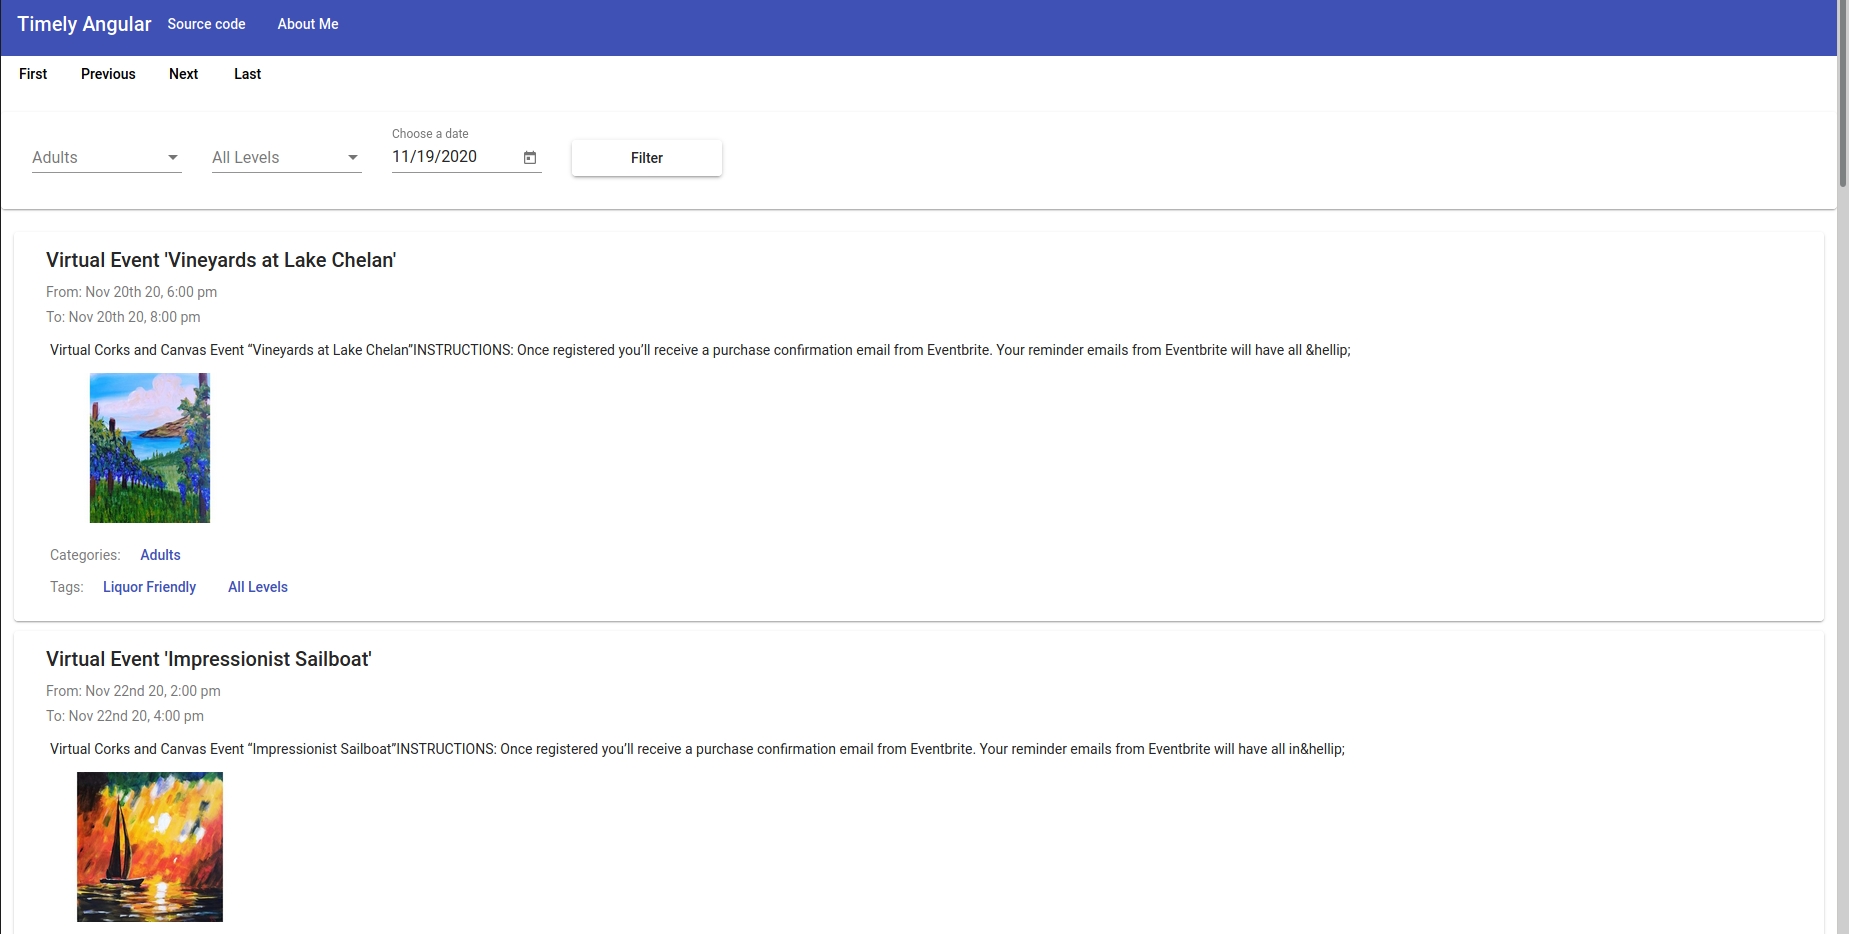 Timely Angular Source code About Me
First Previous Next Last
Choose a date
Adults All Levels 11/19/2020 Filter
Virtual Event 'Vineyards at Lake Chelan'
From: Nov 20th 20, 6:00 pm
To: Nov 20th 20, 8:00 pm
Virtual Corks and Canvas Event “Vineyards at Lake Chelan”INSTRUCTIONS: Once registered you’ll receive a purchase confirmation email from Eventbrite. Your reminder emails from Eventbrite will have all &hellip;
Categories: Adults
Tags: Liquor Friendly All Levels
Virtual Event 'Impressionist Sailboat'
From: Nov 22nd 20, 2:00 pm
To: Nov 22nd 20, 4:00 pm
Virtual Corks and Canvas Event “Impressionist Sailboat”INSTRUCTIONS: Once registered you’ll receive a purchase confirmation email from Eventbrite. Your reminder emails from Eventbrite will have all in&hellip;